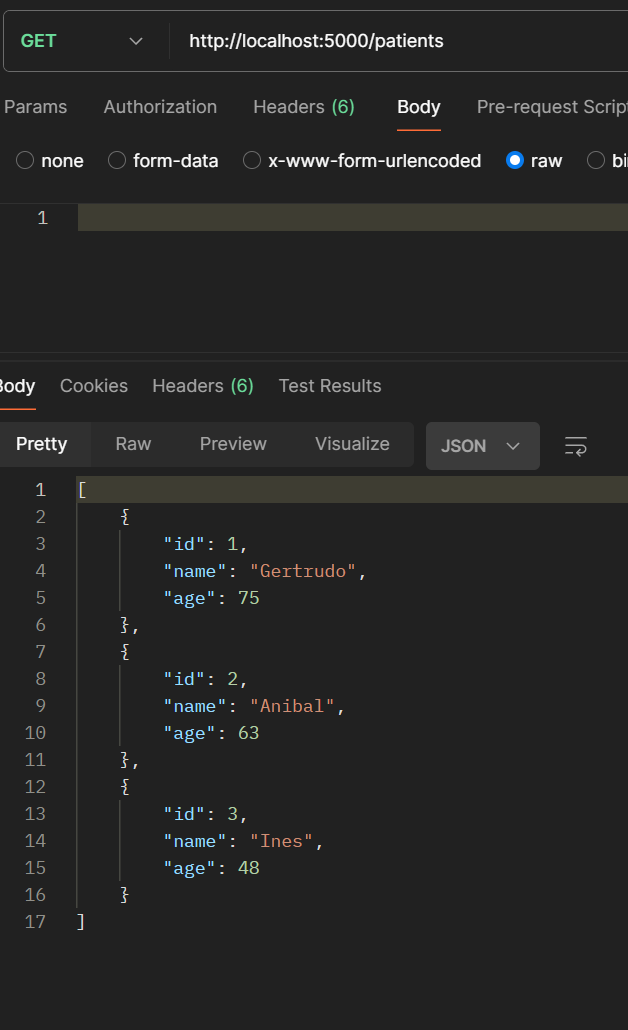 GET http://localhost:5000/patients
Params Authorization Headers (6) Body Pre-request Script
none form-data x-www-form-urlencoded raw bi
1
Body Cookies Headers (6) Test Results
Pretty Raw Preview Visualize JSON
1 [
2 {
3 "id": 1,
4 "name": "Gertrudo",
5 "age": 75
6 },
7 {
8 "id": 2,
9 "name": "Anibal",
10 "age": 63
11 },
12 {
13 "id": 3,
14 "name": "Ines",
15 "age": 48
16 }
17 ]